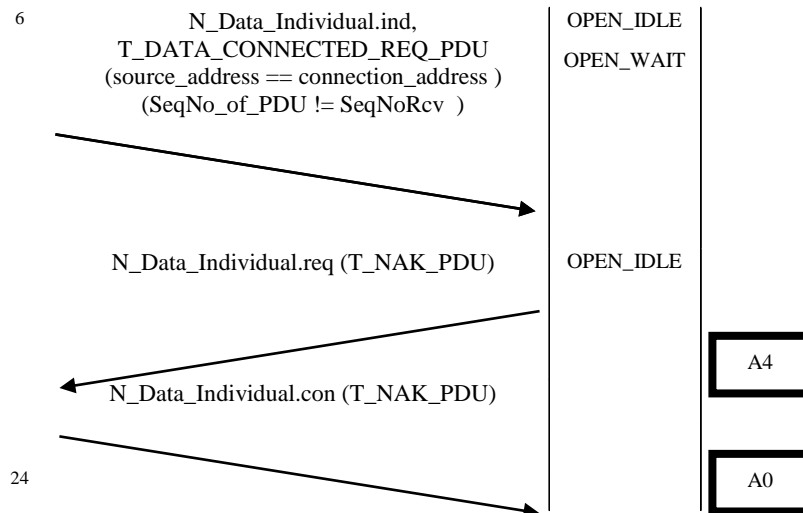 6
N_Data_Individual.ind,
OPEN_IDLE
T_DATA_CONNECTED_REQ_PDU
OPEN_WAIT
(source_address == connection_address )
(SeqNo_of_PDU != SeqNoRcv )
N_Data_Individual.req (T_NAK_PDU)
OPEN_IDLE
A4
N_Data_Individual.con (T_NAK_PDU)
24
A0